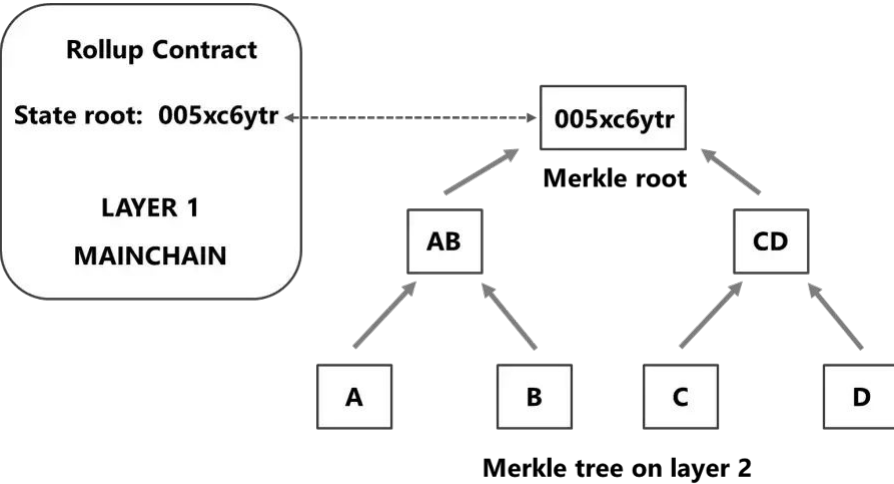 Rollup Contract
State root: 005xc6ytr
LAYER 1
MAINCHAIN
005xc6ytr
Merkle root
AB
CD
A
B
C
D
Merkle tree on layer 2